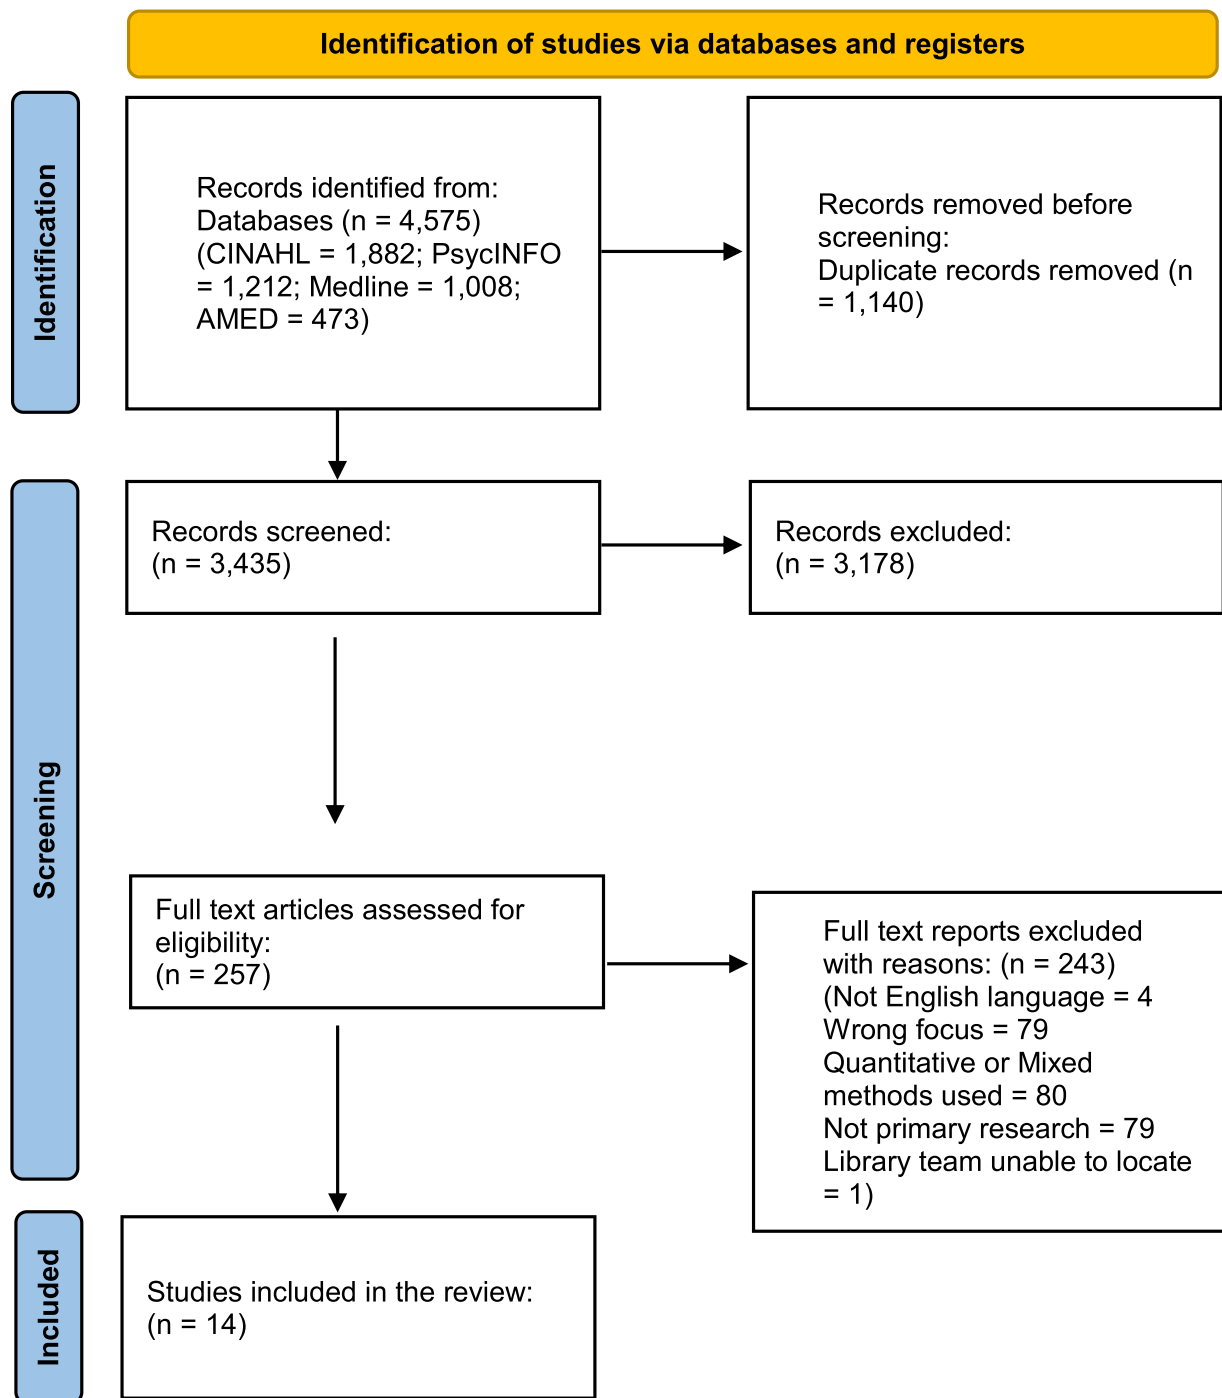 Identification of studies via databases and registers
Identification
Records identified from:
Databases (n = 4,575)
(CINAHL = 1,882; PsycINFO
= 1,212; Medline = 1,008;
AMED = 473)
Records removed before
screening:
Duplicate records removed (n
= 1,140)
Screening
Records screened:
(n = 3,435)
Records excluded:
(n = 3,178)
Full text articles assessed for
eligibility:
(n = 257)
Full text reports excluded
with reasons: (n = 243)
(Not English language = 4
Wrong focus = 79
Quantitative or Mixed
methods used = 80
Not primary research = 79
Library team unable to locate
= 1)
Included
Studies included in the review:
(n = 14)